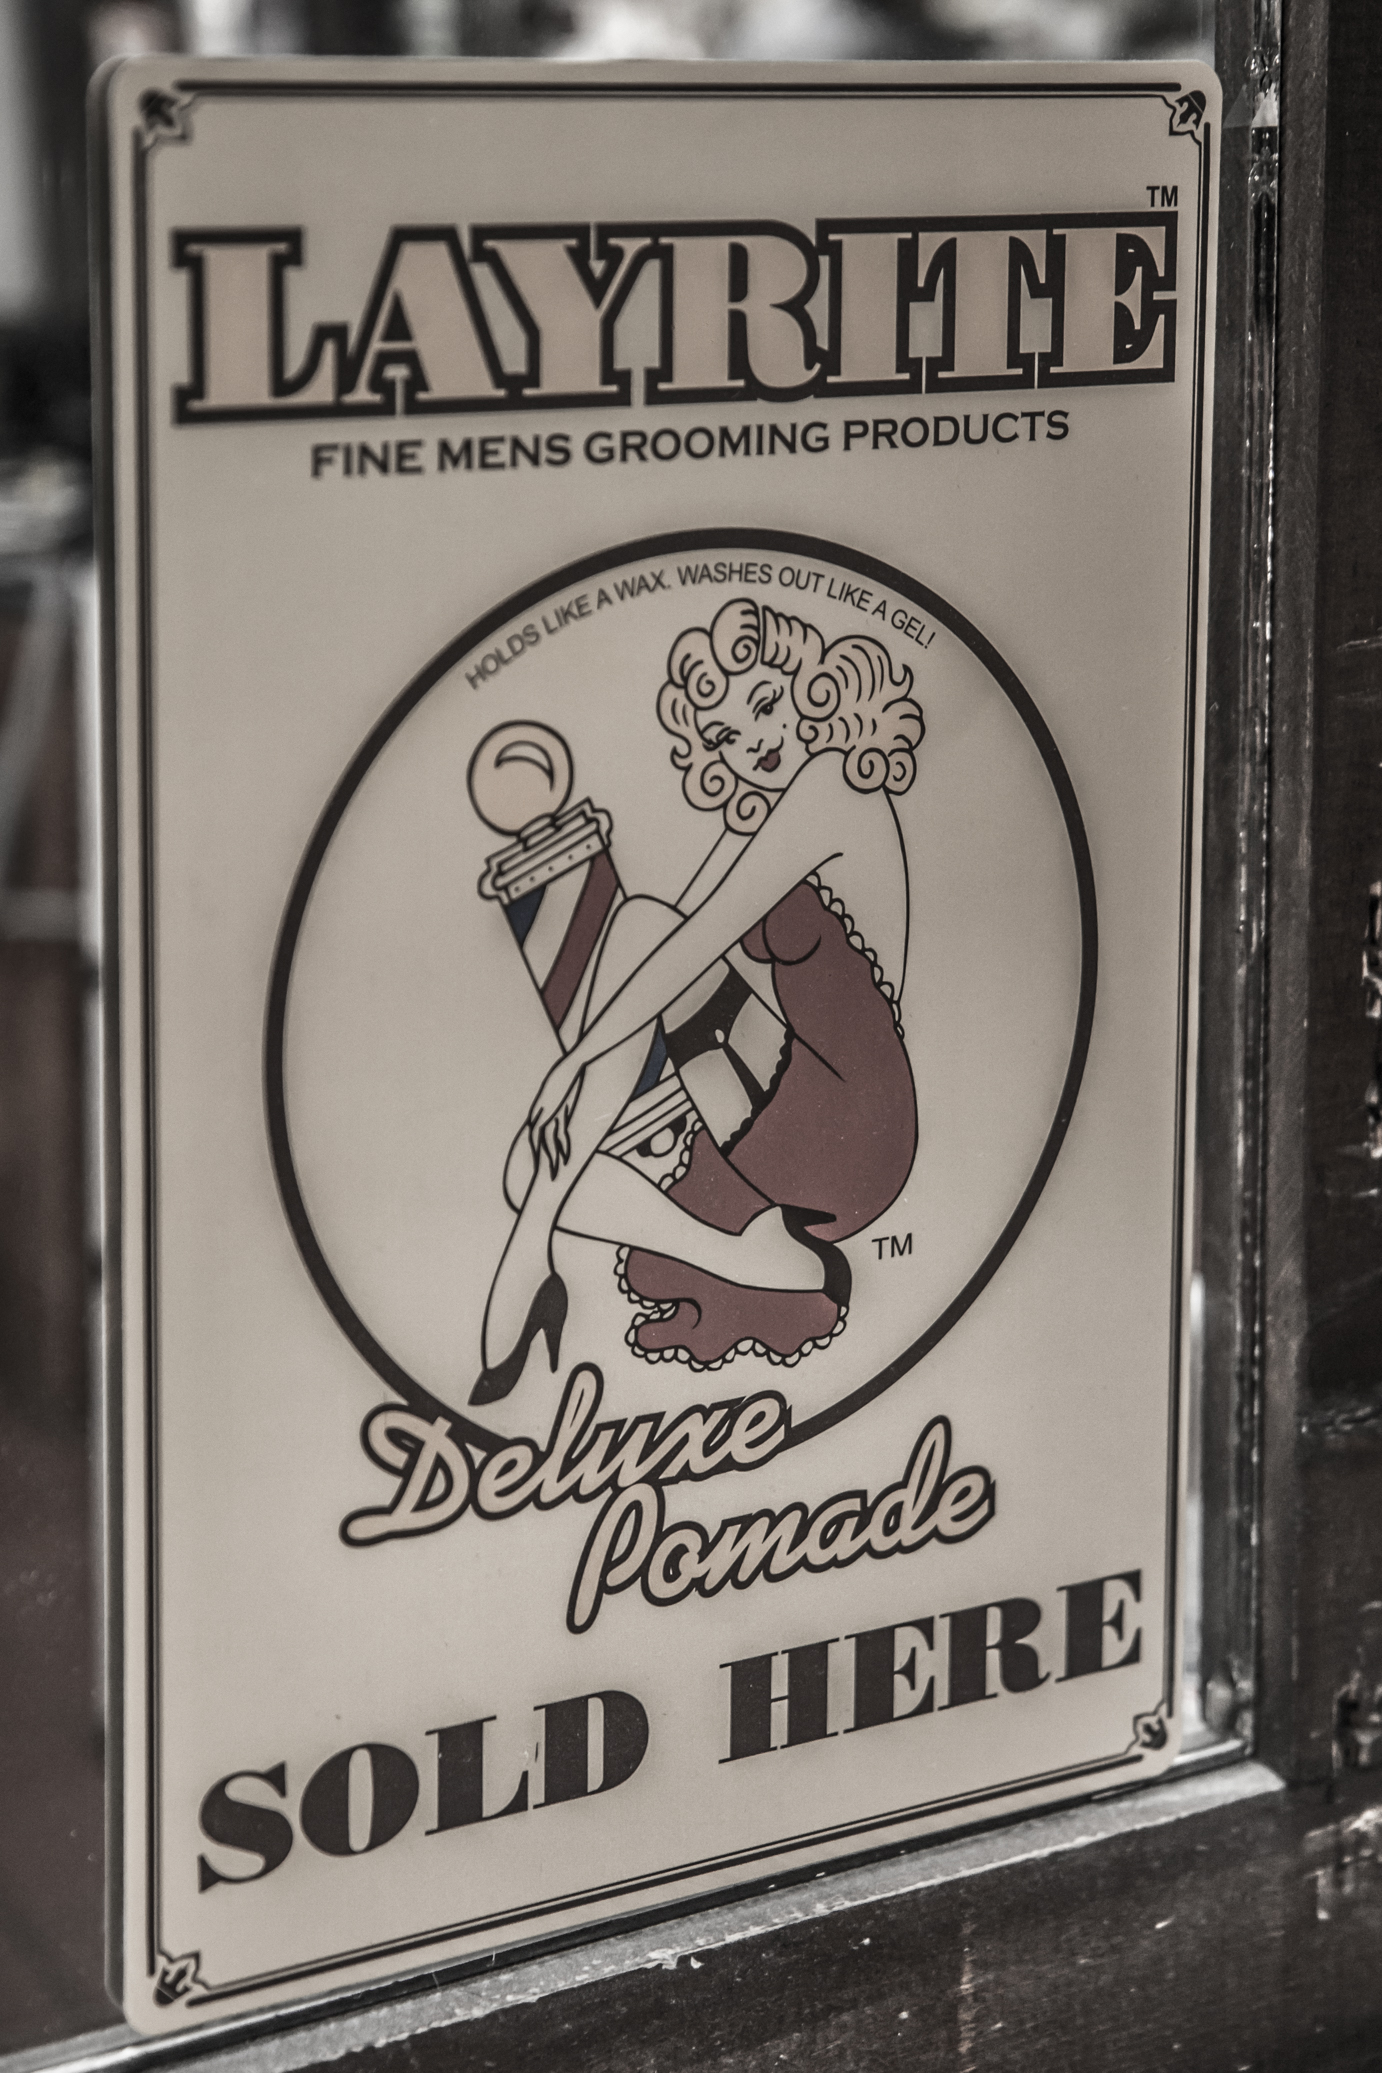 LAYRITE™
FINE MENS GROOMING PRODUCTS
HOLDS LIKE A WAX. WASHES OUT LIKE A GEL!
TM
Deluxe
Pomade
SOLD HERE